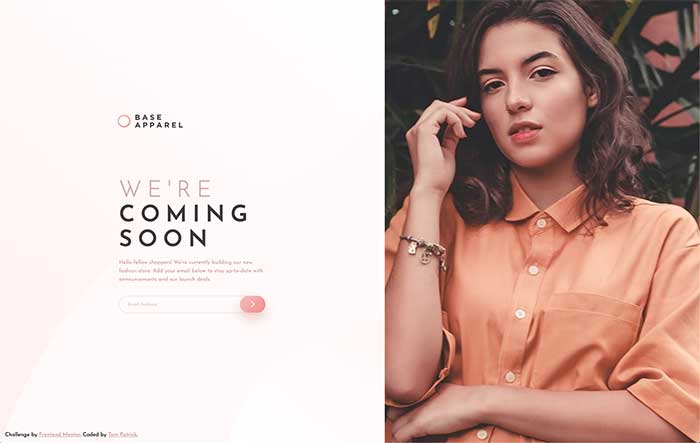 BASE
APPAREL
WE'RE
COMING
SOON
Hello fellow shoppers! We're currently building our new
fashion store. Add your email below to stay up-to-date with
announcements and our launch deals.
Email Address
Challenge by Frontend Mentor. Coded by Tom Patrick.